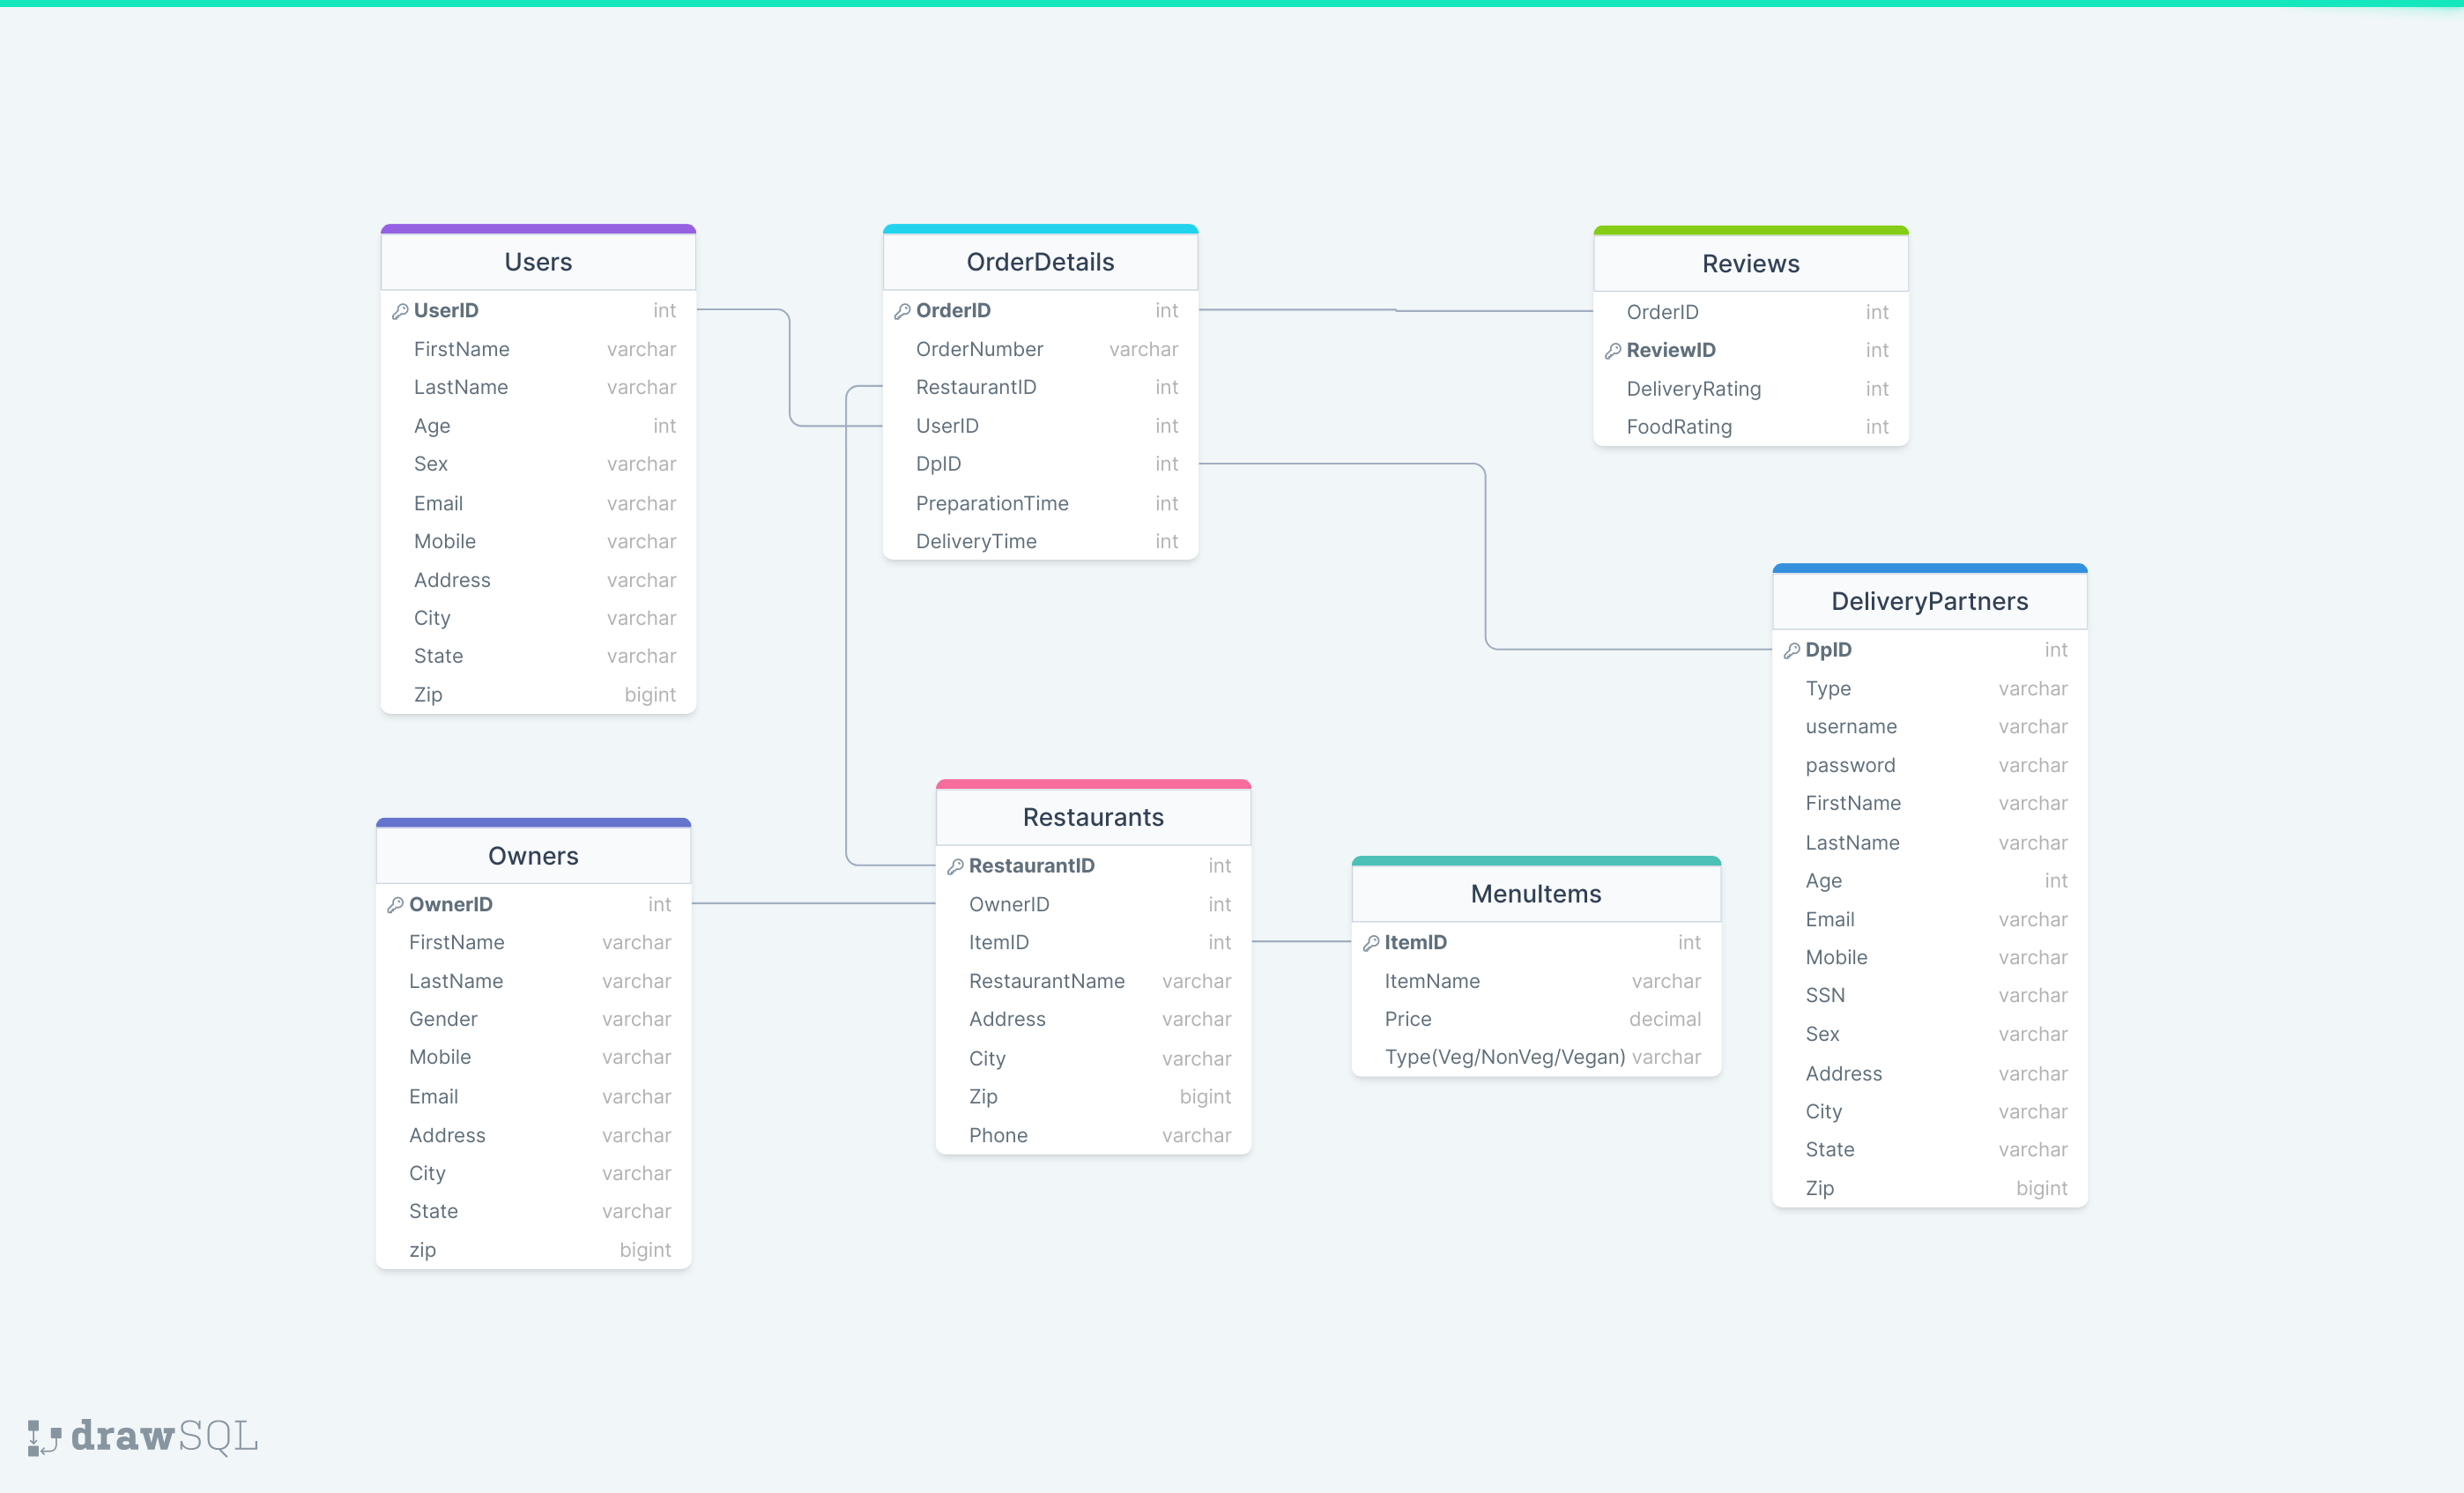 Users
UserID int
FirstName varchar
LastName varchar
Age int
Sex varchar
Email varchar
Mobile varchar
Address varchar
City varchar
State varchar
Zip bigint
OrderDetails
OrderID int
OrderNumber varchar
RestaurantID int
UserID int
DpID int
PreparationTime int
DeliveryTime int
Reviews
OrderID int
ReviewID int
DeliveryRating int
FoodRating int
DeliveryPartners
DpID int
Type varchar
username varchar
password varchar
FirstName varchar
LastName varchar
Age int
Email varchar
Mobile varchar
SSN varchar
Sex varchar
Address varchar
City varchar
State varchar
Zip bigint
Owners
OwnerID int
FirstName varchar
LastName varchar
Gender varchar
Mobile varchar
Email varchar
Address varchar
City varchar
State varchar
zip bigint
Restaurants
RestaurantID int
OwnerID int
ItemID int
RestaurantName varchar
Address varchar
City varchar
Zip bigint
Phone varchar
MenuItems
ItemID int
ItemName varchar
Price decimal
Type(Veg/NonVeg/Vegan) varchar
drawSQL